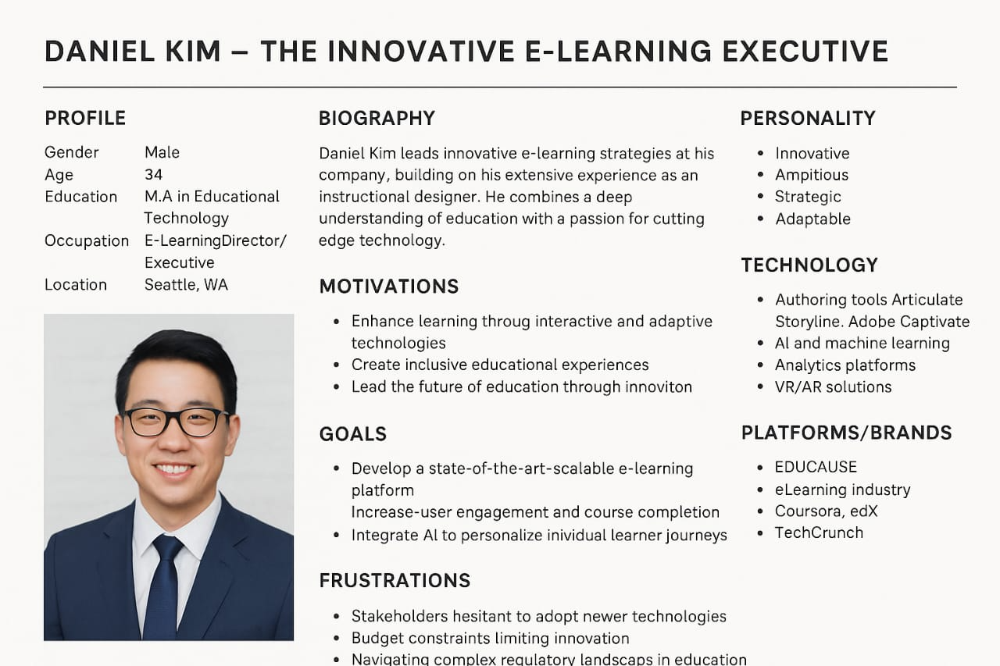 DANIEL KIM – THE INNOVATIVE E-LEARNING EXECUTIVE
PROFILE
Gender Male
Age 34
Education M.A in Educational
Technology
Occupation E-LearningDirector/
Executive
Location Seattle, WA
BIOGRAPHY
Daniel Kim leads innovative e-learning strategies at his
company, building on his extensive experience as an
instructional designer. He combines a deep
understanding of education with a passion for cutting
edge technology.
MOTIVATIONS
• Enhance learning throug interactive and adaptive
technologies
• Create inclusive educational experiences
• Lead the future of education through innoviton
GOALS
• Develop a state-of-the-art-scalable e-learning
platform
Increase-user engagement and course completion
• Integrate AI to personalize inividual learner journeys
FRUSTRATIONS
• Stakeholders hesitant to adopt newer technologies
• Budget constraints limiting innovation
• Navigating complex regulatory landscaps in education
PERSONALITY
• Innovative
• Ampitious
• Strategic
• Adaptable
TECHNOLOGY
• Authoring tools Articulate
Storyline. Adobe Captivate
• AI and machine learning
• Analytics platforms
• VR/AR solutions
PLATFORMS/BRANDS
• EDUCAUSE
• eLearning industry
• Coursora, edX
• TechCrunch